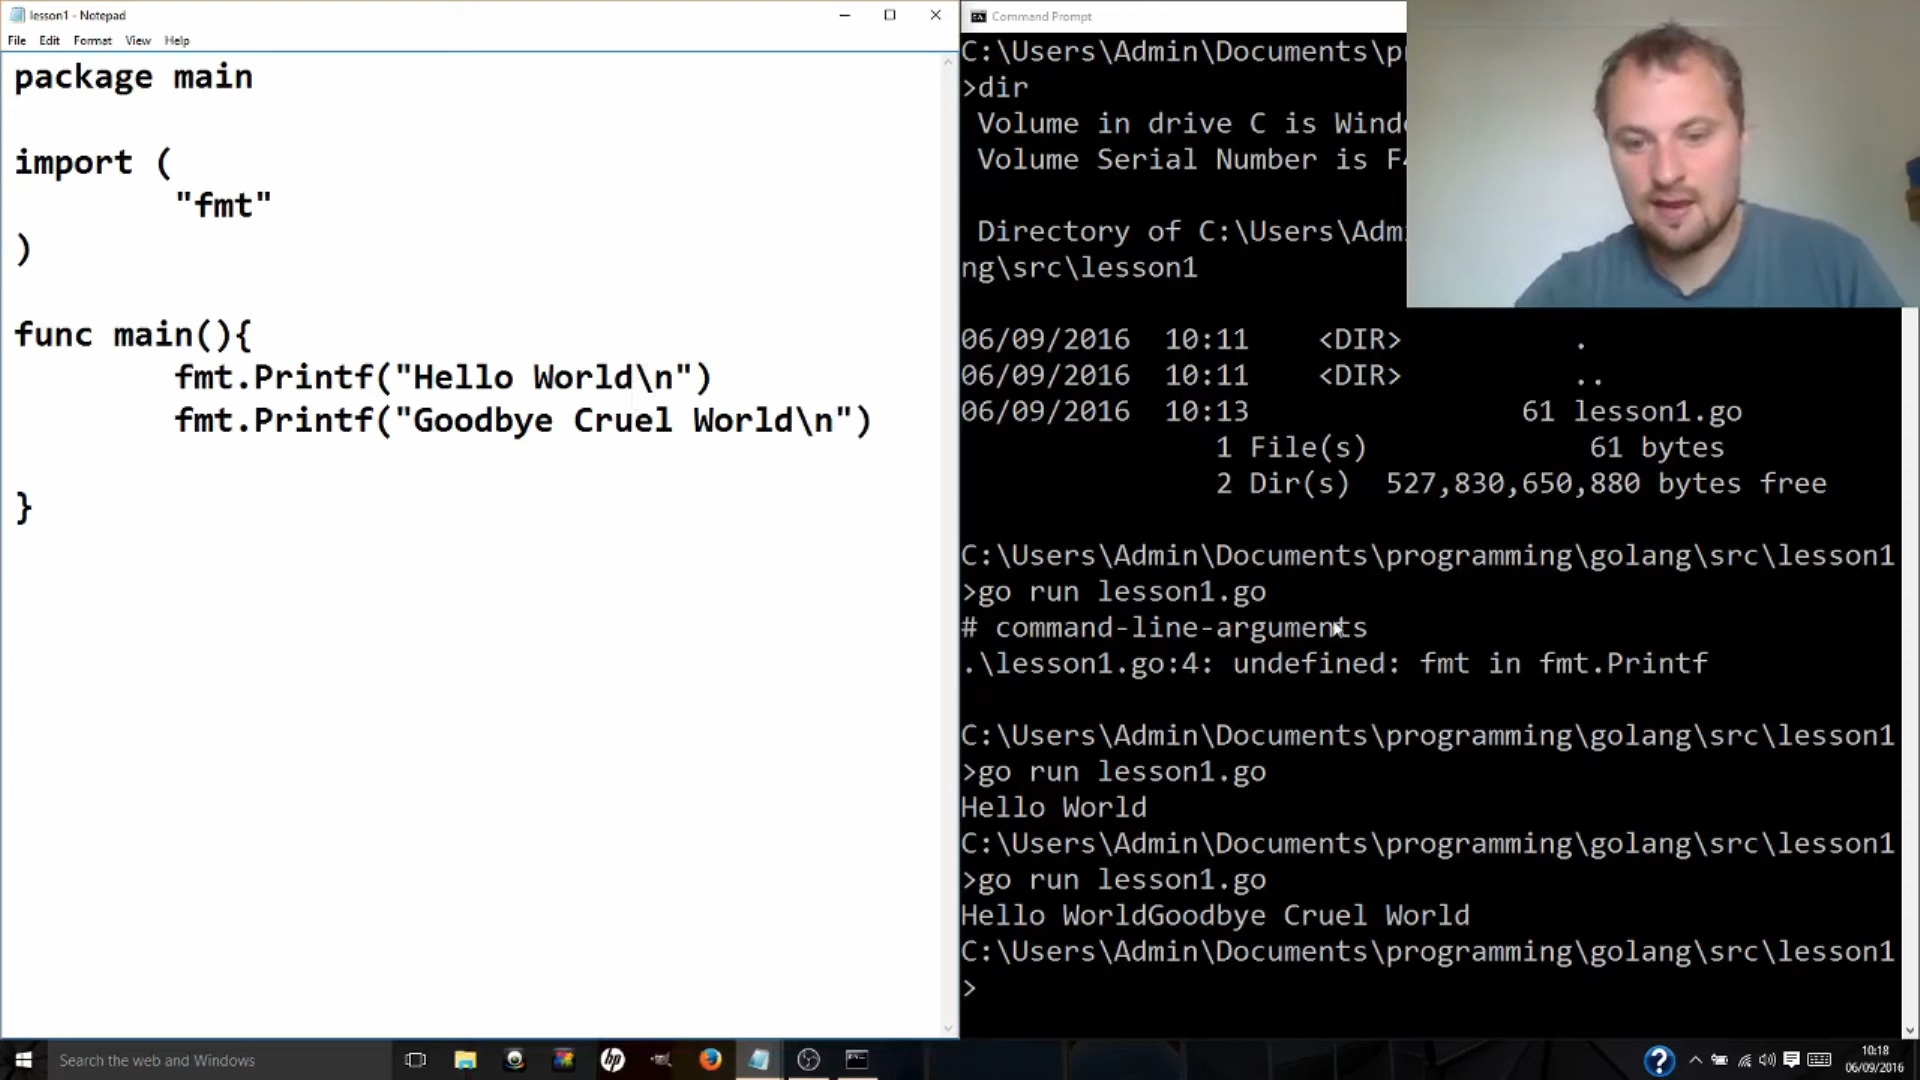 lesson1 - Notepad
File Edit Format View Help
package main
import (
"fmt"
)
func main(){
fmt.Printf("Hello World\n")
fmt.Printf("Goodbye Cruel World\n")
}
Command Prompt
C:\Users\Admin\Documents\p
>dir
Volume in drive C is Wind
Volume Serial Number is F
Directory of C:\Users\Adm
ng\src\lesson1
06/09/2016 10:11 <DIR> .
06/09/2016 10:11 <DIR> ..
06/09/2016 10:13 61 lesson1.go
1 File(s) 61 bytes
2 Dir(s) 527,830,650,880 bytes free
C:\Users\Admin\Documents\programming\golang\src\lesson1
>go run lesson1.go
# command-line-arguments
.\lesson1.go:4: undefined: fmt in fmt.Printf
C:\Users\Admin\Documents\programming\golang\src\lesson1
>go run lesson1.go
Hello World
C:\Users\Admin\Documents\programming\golang\src\lesson1
>go run lesson1.go
Hello WorldGoodbye Cruel World
C:\Users\Admin\Documents\programming\golang\src\lesson1
>
Search the web and Windows
hp
?
10:18
06/09/2016